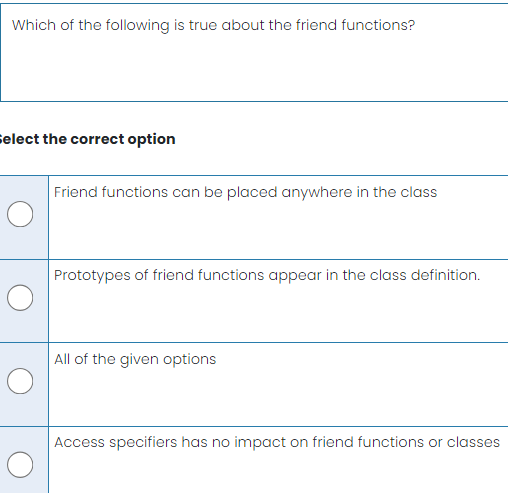 Which of the following is true about the friend functions?
Select the correct option
Friend functions can be placed anywhere in the class
Prototypes of friend functions appear in the class definition.
All of the given options
Access specifiers has no impact on friend functions or classes